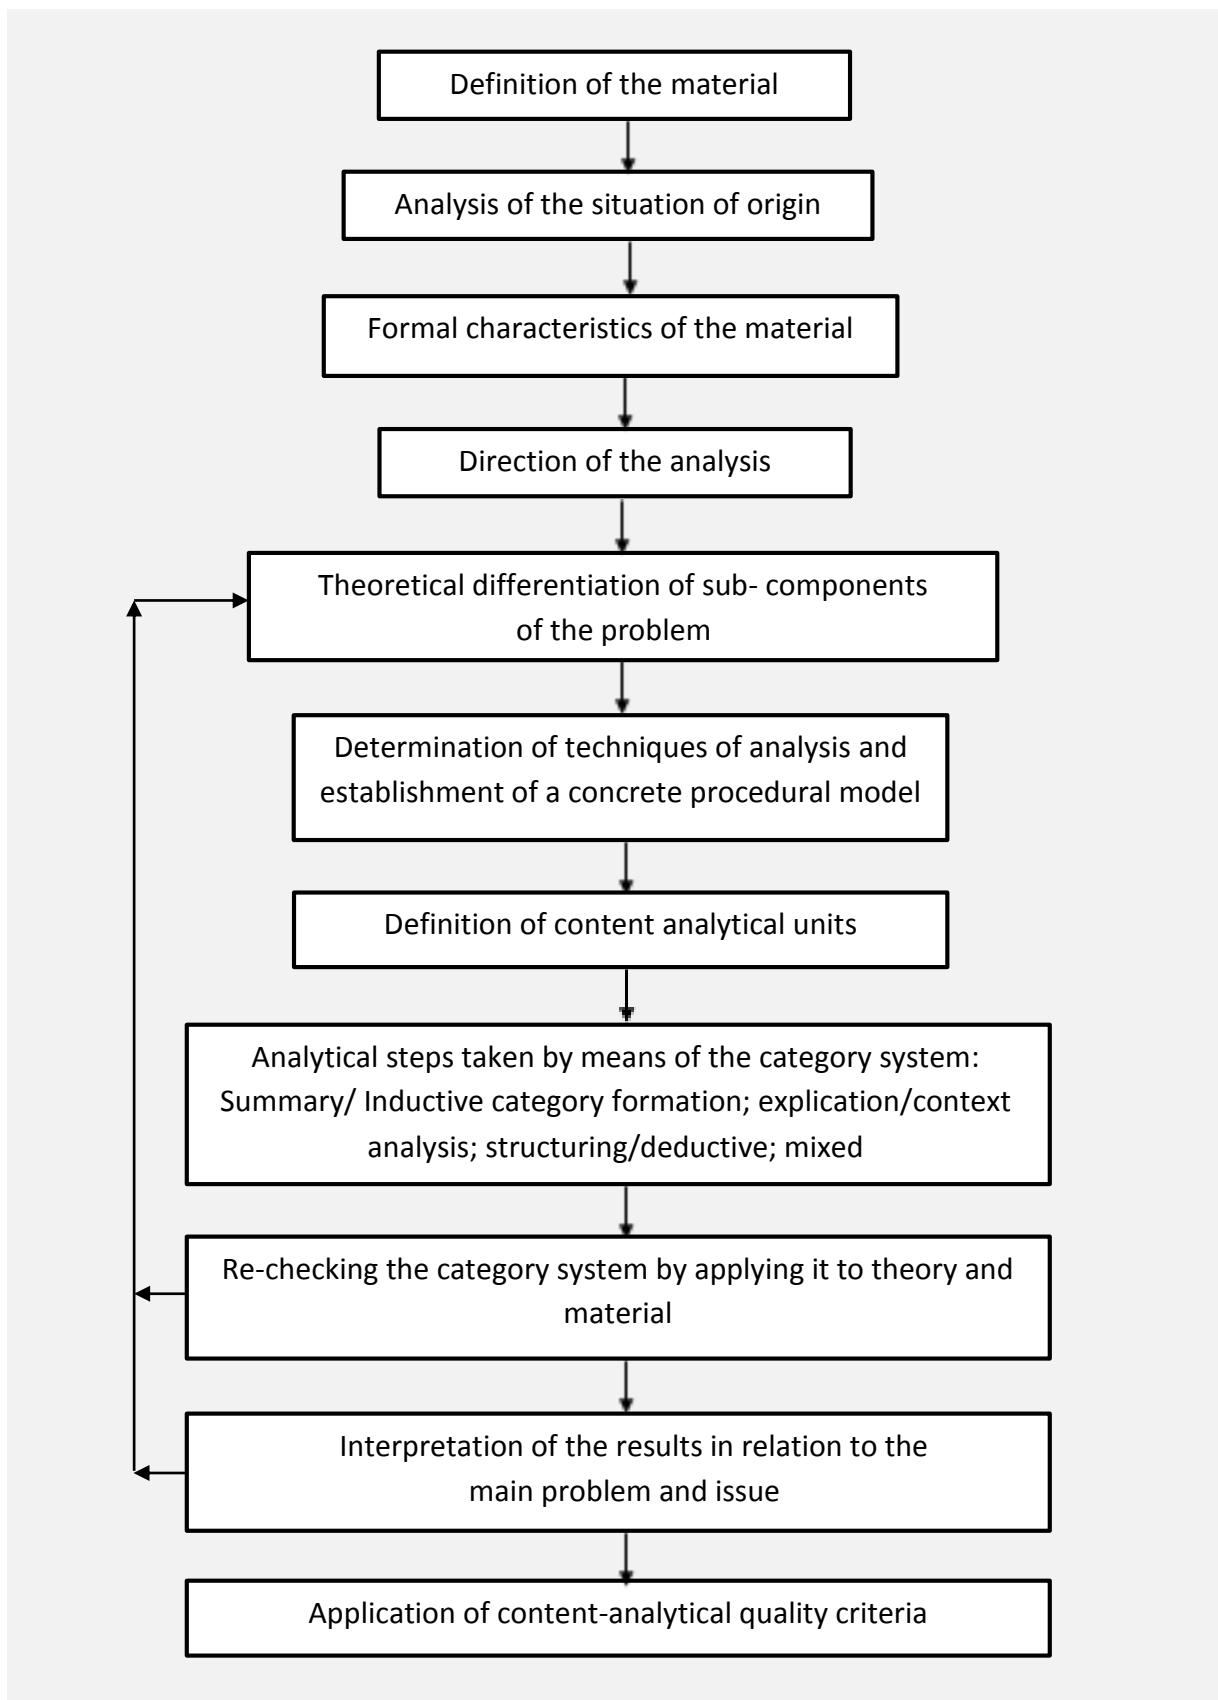 Definition of the material
Analysis of the situation of origin
Formal characteristics of the material
Direction of the analysis
Theoretical differentiation of sub- components
of the problem
Determination of techniques of analysis and
establishment of a concrete procedural model
Definition of content analytical units
Analytical steps taken by means of the category system:
Summary/ Inductive category formation; explication/context
analysis; structuring/deductive; mixed
Re-checking the category system by applying it to theory and
material
Interpretation of the results in relation to the
main problem and issue
Application of content-analytical quality criteria